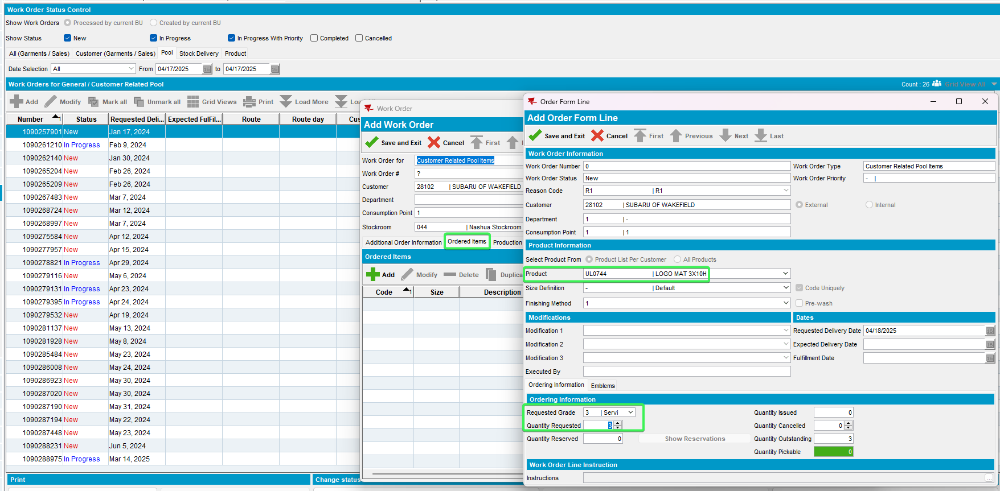 Work Order Status Control
Show Work Orders Processed by current BU Created by current BU
Show Status New In Progress In Progress With Priority Completed Cancelled
All (Garments / Sales) Customer (Garments / Sales) Pool Stock Delivery Product
Date Selection All From 04/17/2025 16 to 04/17/2025 16
Work Orders for General / Customer Related Pool Count : 26 Grid View All
Add Modify Mark all Unmark all Grid Views Print Load More
Number 1 Status Requested Deli... Expected FulFil... Route Route day
1090257901 New Jan 17, 2024
1090261210 In Progress Feb 9, 2024
1090262140 New Jan 30, 2024
1090265204 New Feb 26, 2024
1090265209 New Feb 26, 2024
1090267483 New Mar 7, 2024
1090268724 New Mar 12, 2024
1090268997 New Mar 7, 2024
1090275584 New Apr 12, 2024
1090277957 New Apr 15, 2024
1090278821 In Progress Apr 29, 2024
1090279116 New May 6, 2024
1090279131 In Progress Apr 23, 2024
1090279395 In Progress Apr 24, 2024
1090279532 New Apr 19, 2024
1090281137 New May 13, 2024
1090281928 New May 8, 2024
1090285484 New May 23, 2024
1090286008 New May 24, 2024
1090286923 New May 30, 2024
1090287020 New May 30, 2024
1090287190 New May 31, 2024
1090287194 New May 22, 2024
1090287448 New May 23, 2024
1090288231 New Jun 5, 2024
1090288975 In Progress Mar 14, 2025
Print
Change status
Work Order
Add Work Order
Save and Exit Cancel First
Work Order for Customer Related Pool Items
Work Order # ?
Customer 28102 | SUBARU OF WAKEFIELD
Department
Consumption Point 1
Stockroom 044 | Nashua Stockroom
Additional Order Information Ordered Items Production
Ordered Items
Add Modify Delete Duplica
Code 1 Size Description
Order Form Line
Add Order Form Line
Save and Exit Cancel First Previous Next Last
Work Order Information
Work Order Number 0 Work Order Type Customer Related Pool Items
Work Order Status New Work Order Priority - |
Reason Code R1 | R1
Customer 28102 | SUBARU OF WAKEFIELD External Internal
Department 1 | -
Consumption Point 1 | 1
Product Information
Select Product From Product List Per Customer All Products
Product UL0744 | LOGO MAT 3X10H
Size Definition - | Default Code Uniquely
Finishing Method 1 Pre-wash
Modifications Dates
Modification 1 Requested Delivery Date 04/18/2025 16
Modification 2 Expected Delivery Date 16
Modification 3 Fulfillment Date 16
Executed By
Ordering Information Emblems
Ordering Information
Requested Grade 3 | Servi Quantity Issued 0
Quantity Requested 3 Quantity Cancelled 0
Quantity Reserved 0 Show Reservations Quantity Outstanding 3
Quantity Pickable 0
Work Order Line Instruction
Instructions ...